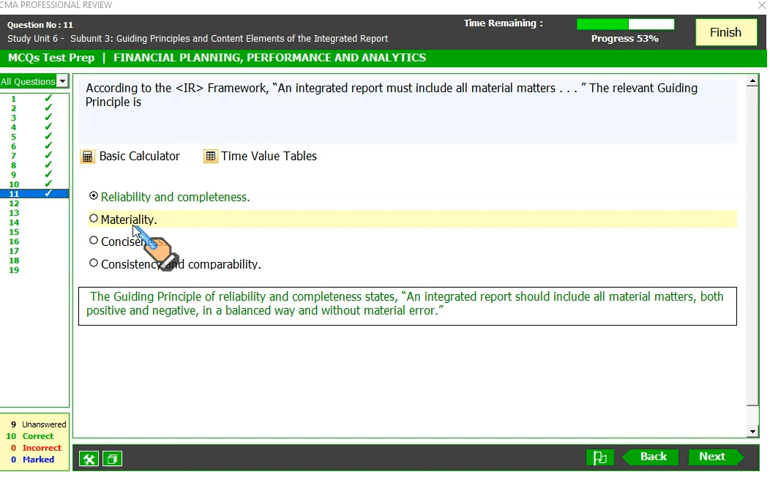 CMA PROFESSIONAL REVIEW
Question No : 11
Study Unit 6 - Subunit 3: Guiding Principles and Content Elements of the Integrated Report
Time Remaining :
Progress 53%
Finish
MCQs Test Prep | FINANCIAL PLANNING, PERFORMANCE AND ANALYTICS
All Questions
1
2
3
4
5
6
7
8
9
10
11
12
13
14
15
16
17
18
19
According to the <IR> Framework, “An integrated report must include all material matters . . . ” The relevant Guiding
Principle is
Basic Calculator
Time Value Tables
Reliability and completeness.
Materiality.
Conciseness.
Consistency and comparability.
The Guiding Principle of reliability and completeness states, “An integrated report should include all material matters, both
positive and negative, in a balanced way and without material error.”
9 Unanswered
10 Correct
0 Incorrect
0 Marked
Back
Next